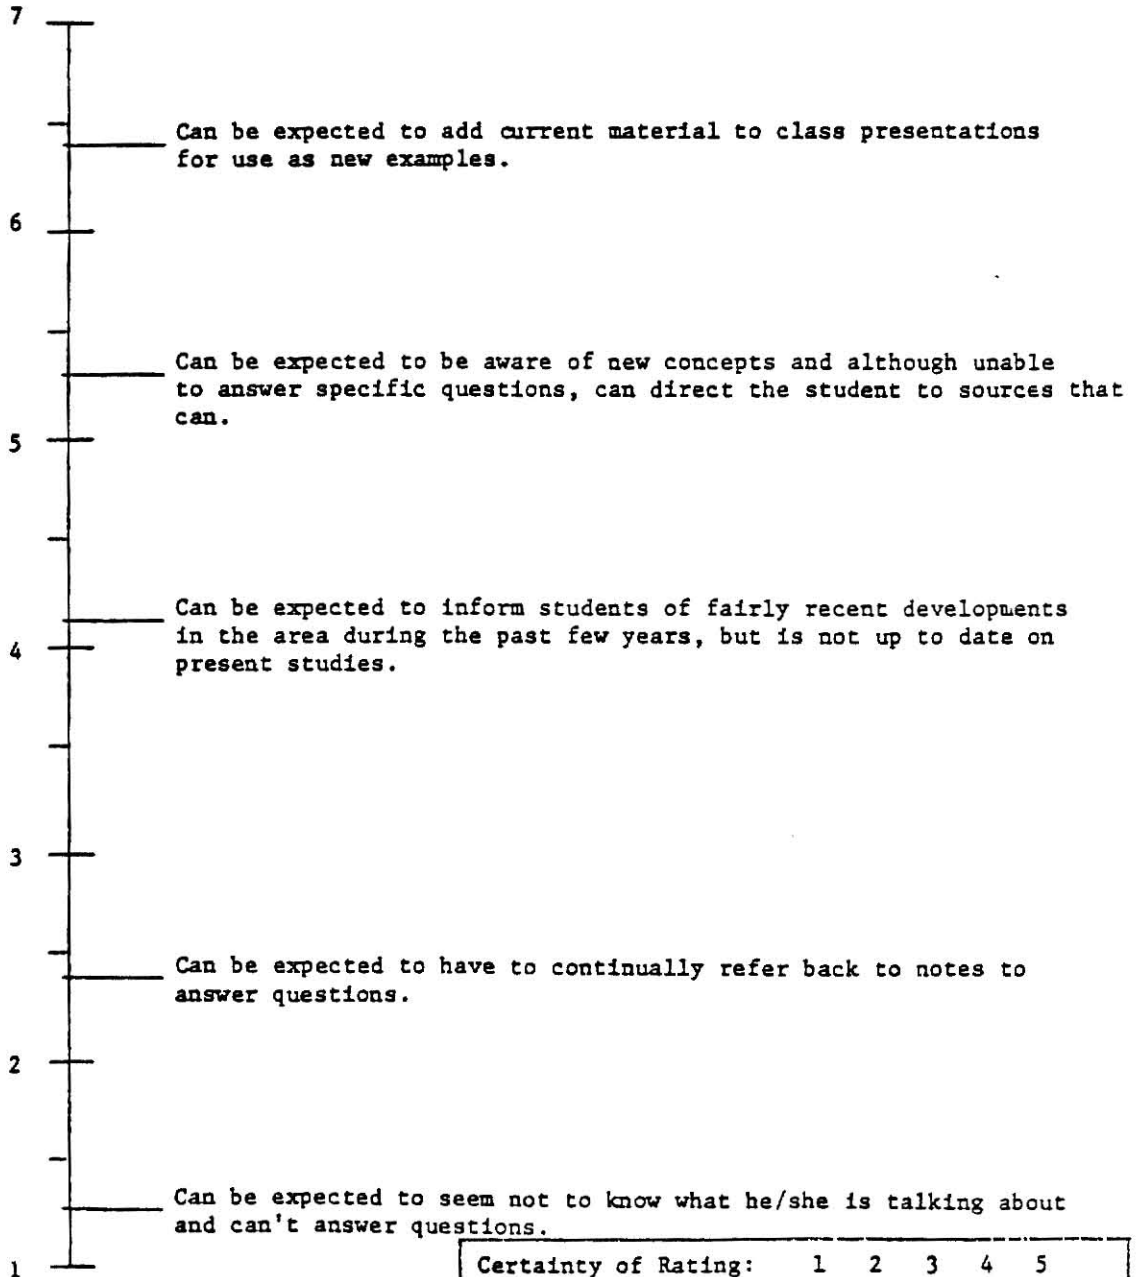 7
Can be expected to add current material to class presentations
for use as new examples.
6
Can be expected to be aware of new concepts and although unable
to answer specific questions, can direct the student to sources that
can.
5
Can be expected to inform students of fairly recent developments
in the area during the past few years, but is not up to date on
4
present studies.
3
Can be expected to have to continually refer back to notes to
answer questions.
2
Can be expected to seem not to know what he/she is talking about
and can't answer questions.
1
Certainty of Rating: 1 2 3 4 5